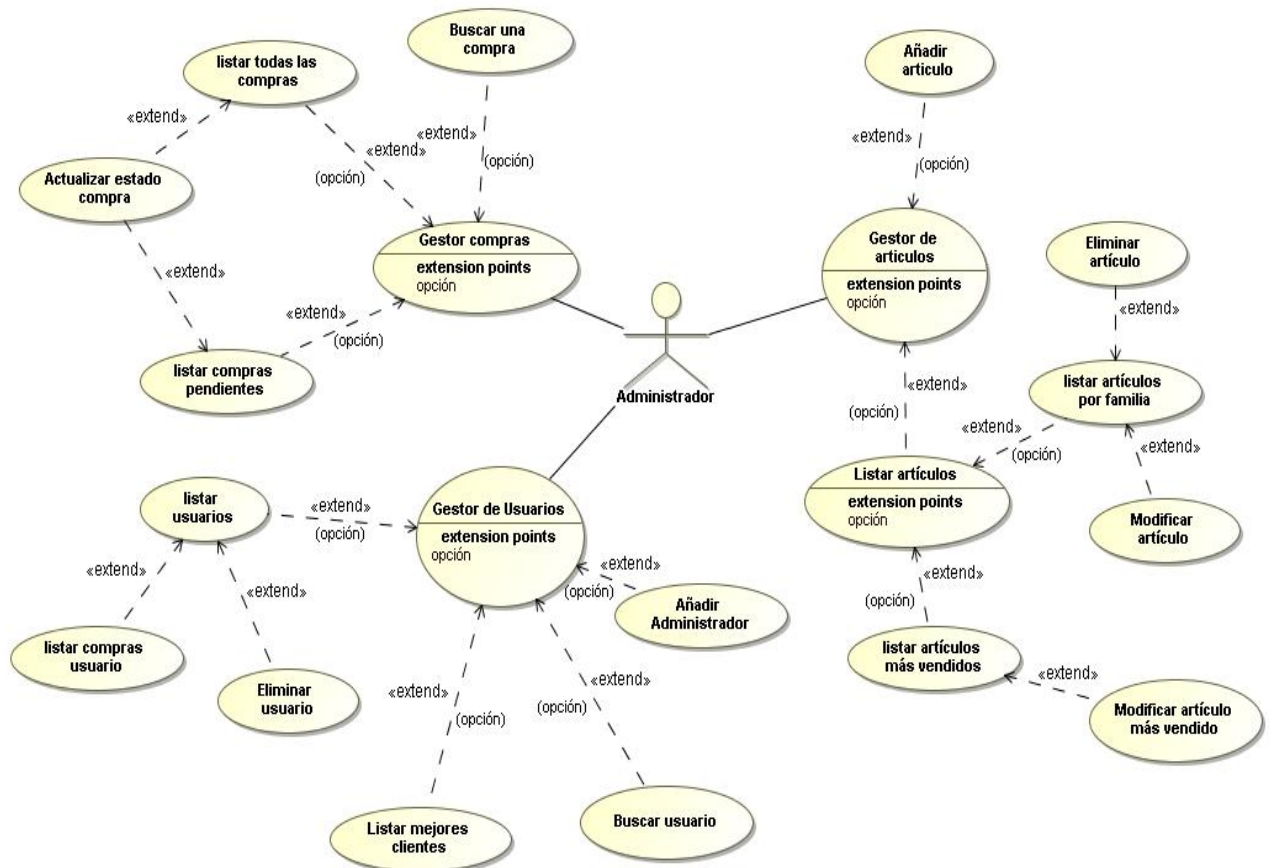 Buscar una
compra
listar todas las
compras
Añadir
articulo
«extend»
«extend»
«extend»
(opción)
(opción)
«extend»
(opción)
Actualizar estado
compra
Gestor compras
extension points
opción
Gestor de
articulos
extension points
opción
Eliminar
artículo
«extend»
«extend»
(opción)
«extend»
listar compras
pendientes
Administrador
listar artículos
por familia
«extend»
(opción)
«extend»
(opción)
«extend»
Listar artículos
extension points
opción
Modificar
artículo
listar
usuarios
«extend»
(opción)
Gestor de Usuarios
extension points
opción
«extend»
«extend»
«extend»
(opción)
Añadir
Administrador
«extend»
(opción)
listar compras
usuario
Eliminar
usuario
listar artículos
más vendidos
«extend»
Modificar artículo
más vendido
«extend»
(opción)
«extend»
(opción)
Listar mejores
clientes
Buscar usuario